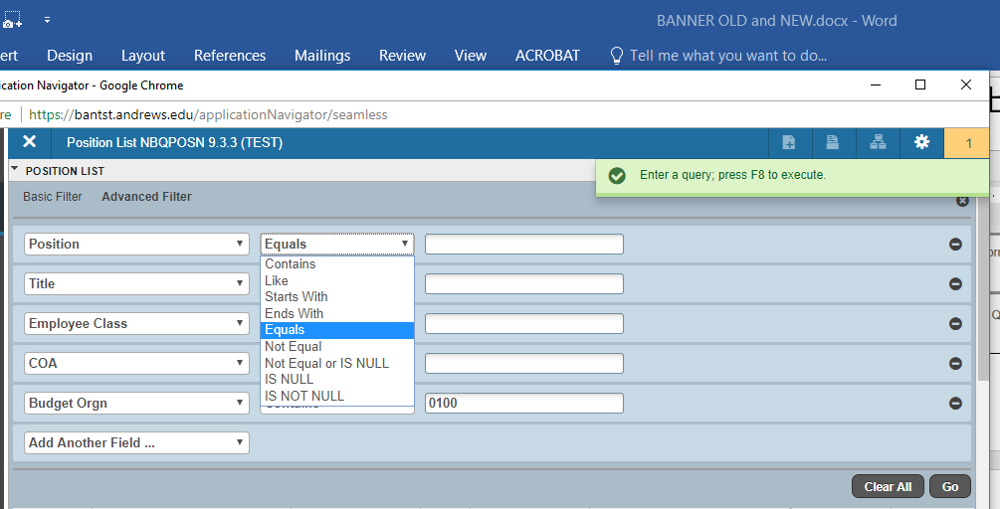 BANNER OLD and NEW.docx - Word
ert Design Layout References Mailings Review View ACROBAT Tell me what you want to do...
cation Navigator - Google Chrome
re https://bantst.andrews.edu/applicationNavigator/seamless
Position List NBQPOSN 9.3.3 (TEST) 1
POSITION LIST
Enter a query; press F8 to execute.
Basic Filter Advanced Filter
Position Equals
Contains
Title Like
Starts With
Ends With
Employee Class Equals
Not Equal
COA Not Equal or IS NULL
IS NULL
IS NOT NULL
Budget Orgn 0100
Add Another Field ...
Clear All Go